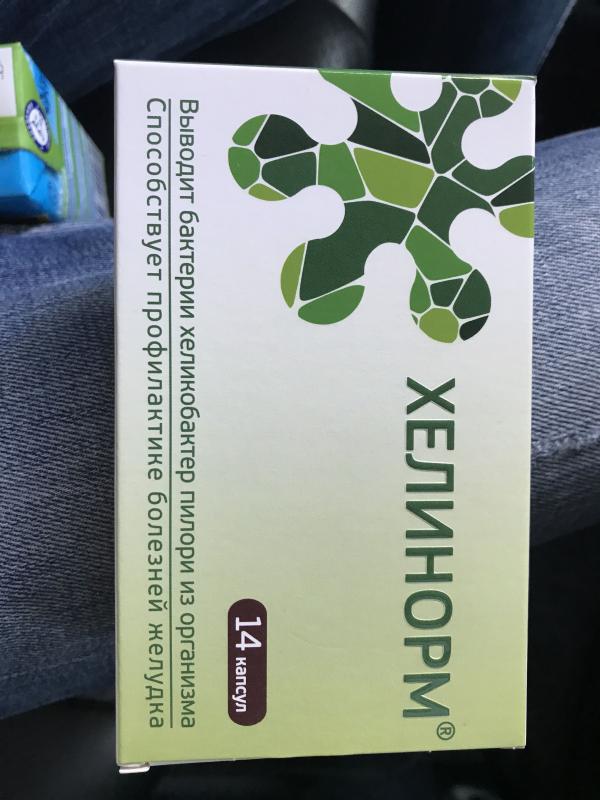 ХЕЛИНОРМ®
14 капсул
Выводит бактерии хеликобактер пилори из организма
Способствует профилактике болезней желудка